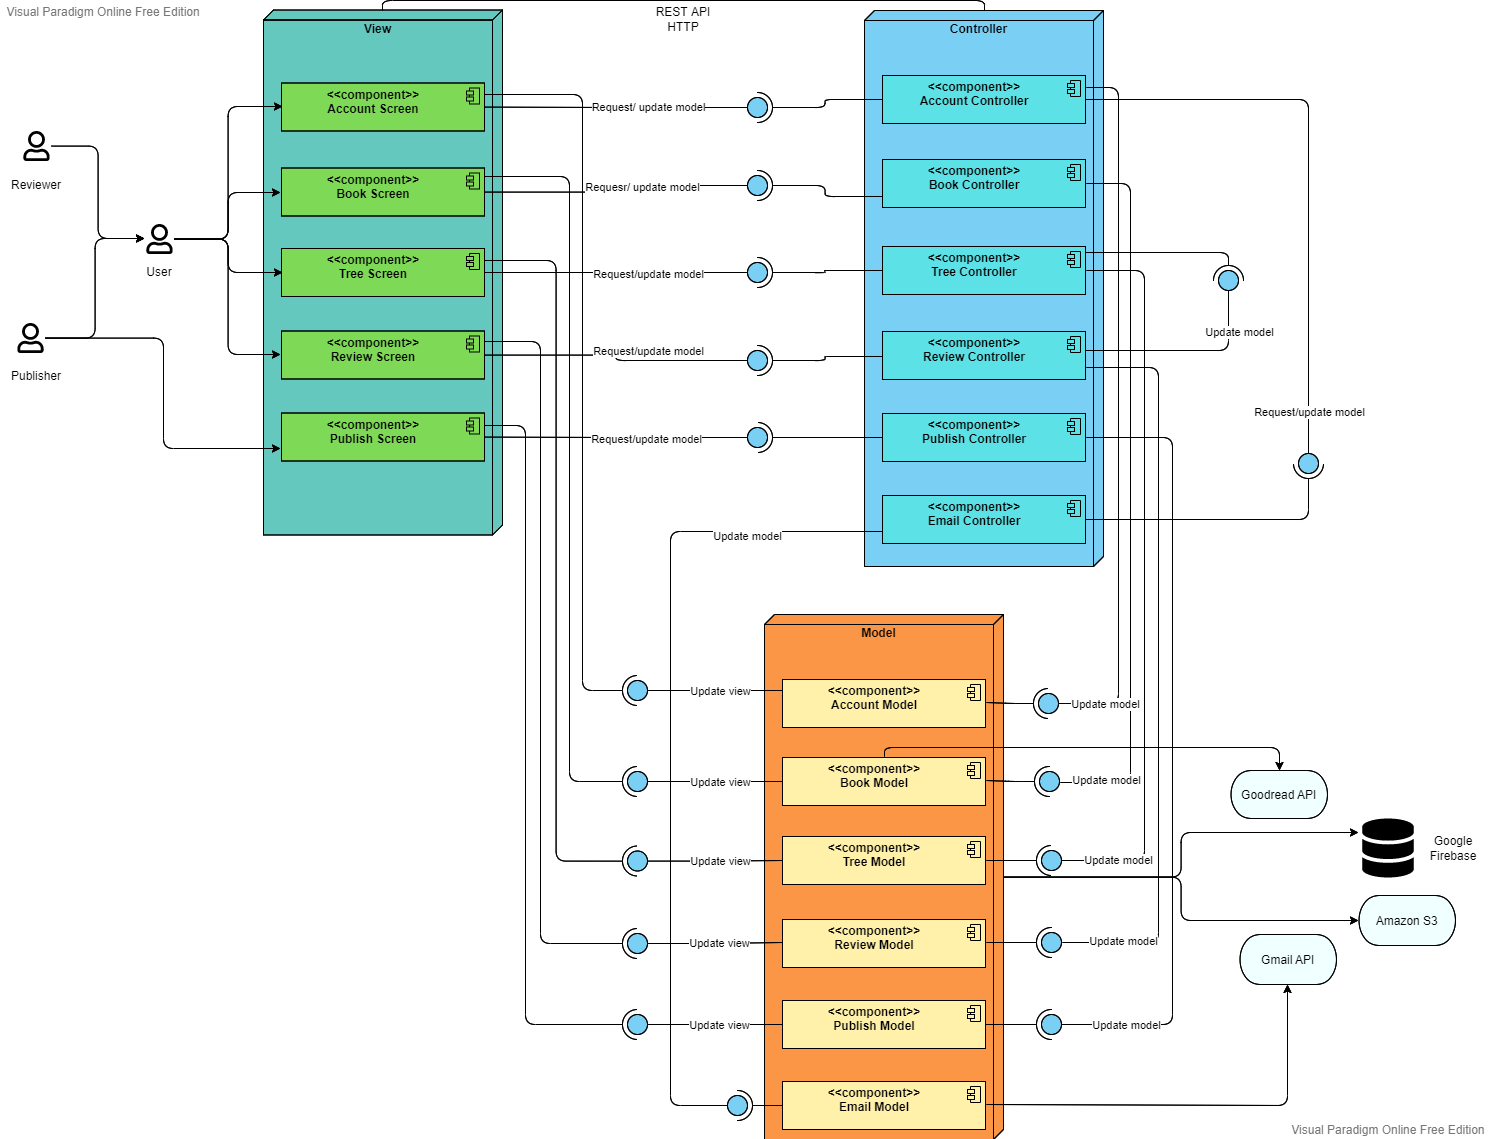 Visual Paradigm Online Free Edition
REST API
HTTP
View
Controller
<<component>>
Account Screen
Request/ update model
<<component>>
Account Controller
Reviewer
<<component>>
Book Screen
Requesr/ update model
<<component>>
Book Controller
User
<<component>>
Tree Screen
Request/update model
<<component>>
Tree Controller
Update model
<<component>>
Review Screen
Request/update model
<<component>>
Review Controller
Publisher
Request/update model
<<component>>
Publish Screen
Request/update model
<<component>>
Publish Controller
<<component>>
Email Controller
Update model
Model
<<component>>
Account Model
Update view
Update model
<<component>>
Book Model
Update view
Update model
Goodread API
<<component>>
Tree Model
Update view
Update model
Google
Firebase
Amazon S3
<<component>>
Review Model
Update view
Update model
Gmail API
<<component>>
Publish Model
Update view
Update model
<<component>>
Email Model
Visual Paradigm Online Free Edition